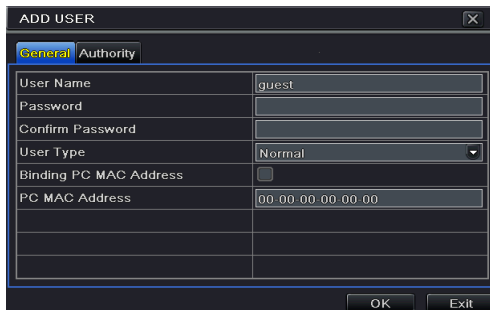 ADD USER
General Authority
User Name guest
Password
Confirm Password
User Type Normal
Binding PC MAC Address
PC MAC Address 00-00-00-00-00-00
OK Exit